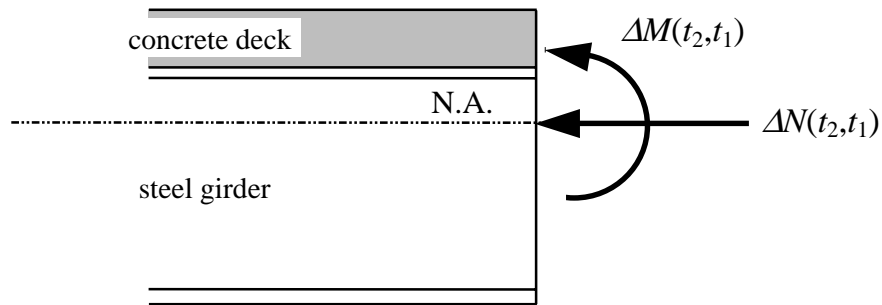 concrete deck
ΔM(t₂,t₁)
N.A.
ΔN(t₂,t₁)
steel girder